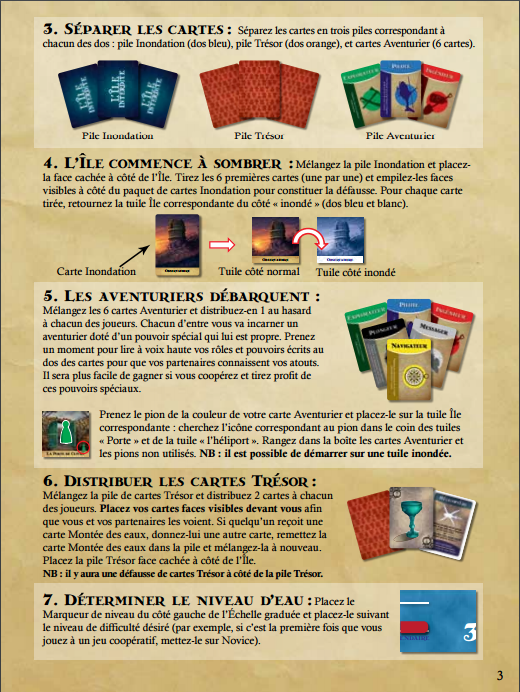 3. Séparer les cartes : Séparez les cartes en trois piles correspondant à
chacun des dos : pile Inondation (dos bleu), pile Trésor (dos orange), et cartes Aventurier (6 cartes).
L'ÎLE INTERDITE
EXPLORATEUR
PILOTE
INGÉNIEUR
Pile Inondation
Pile Trésor
Pile Aventurier
4. L'Île commence à sombrer : Mélangez la pile Inondation et placez-
la face cachée à côté de l'Île. Tirez les 6 premières cartes (une par une) et empilez-les faces
visibles à côté du paquet de cartes Inondation pour constituer la défausse. Pour chaque carte
tirée, retournez la tuile Île correspondante du côté « inondé » (dos bleu et blanc).
Carte Inondation
Tuile côté normal
Tuile côté inondé
5. Les aventuriers débarquent :
Mélangez les 6 cartes Aventurier et distribuez-en 1 au hasard
à chacun des joueurs. Chacun d'entre vous va incarner un
aventurier doté d'un pouvoir spécial qui lui est propre. Prenez
un moment pour lire à voix haute vos rôles et pouvoirs écrits au
dos des cartes pour que vos partenaires connaissent vos atouts.
Il sera plus facile de gagner si vous coopérez et tirez profit de
ces pouvoirs spéciaux.
EXPLORATEUR
PILOTE
INGÉNIEUR
PLONGEUR
MESSAGER
NAVIGATEUR
Prenez le pion de la couleur de votre carte Aventurier et placez-le sur la tuile Île
correspondante : cherchez l'icône correspondant au pion dans le coin des tuiles
« Porte » et de la tuile « l'héliport ». Rangez dans la boîte les cartes Aventurier et
les pions non utilisés. NB : il est possible de démarrer sur une tuile inondée.
6. Distribuer les cartes Trésor :
Mélangez la pile de cartes Trésor et distribuez 2 cartes à chacun
des joueurs. Placez vos cartes faces visibles devant vous afin
que vous et vos partenaires les voient. Si quelqu'un reçoit une
carte Montée des eaux, donnez-lui une autre carte, remettez la
carte Montée des eaux dans la pile et mélangez-la à nouveau.
Placez la pile Trésor face cachée à côté de l'Île.
NB : il y aura une défausse de cartes Trésor à côté de la pile Trésor.
7. Déterminer le niveau d'eau : Placez le
Marqueur de niveau du côté gauche de l'Échelle graduée et placez-le suivant
le niveau de difficulté désiré (par exemple, si c'est la première fois que vous
jouez à un jeu coopératif, mettez-le sur Novice).
3
3